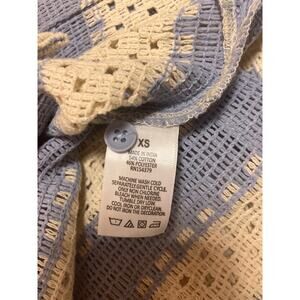 XS
MADE IN INDIA
54% COTTON
46% POLYESTER
RN154379
MACHINE WASH COLD
SEPARATELY,GENTLE CYCLE,
ONLY NON CHLORINE
BLEACH WHEN NEEDED.
TUMBLE DRY LOW
COOL IRON OR DRYCLEAN.
DO NOT IRON THE DECORATION